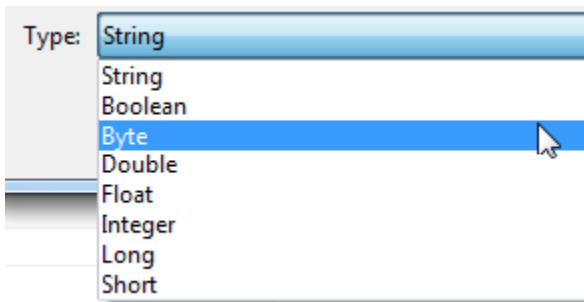 Type: String
String
Boolean
Byte
Double
Float
Integer
Long
Short